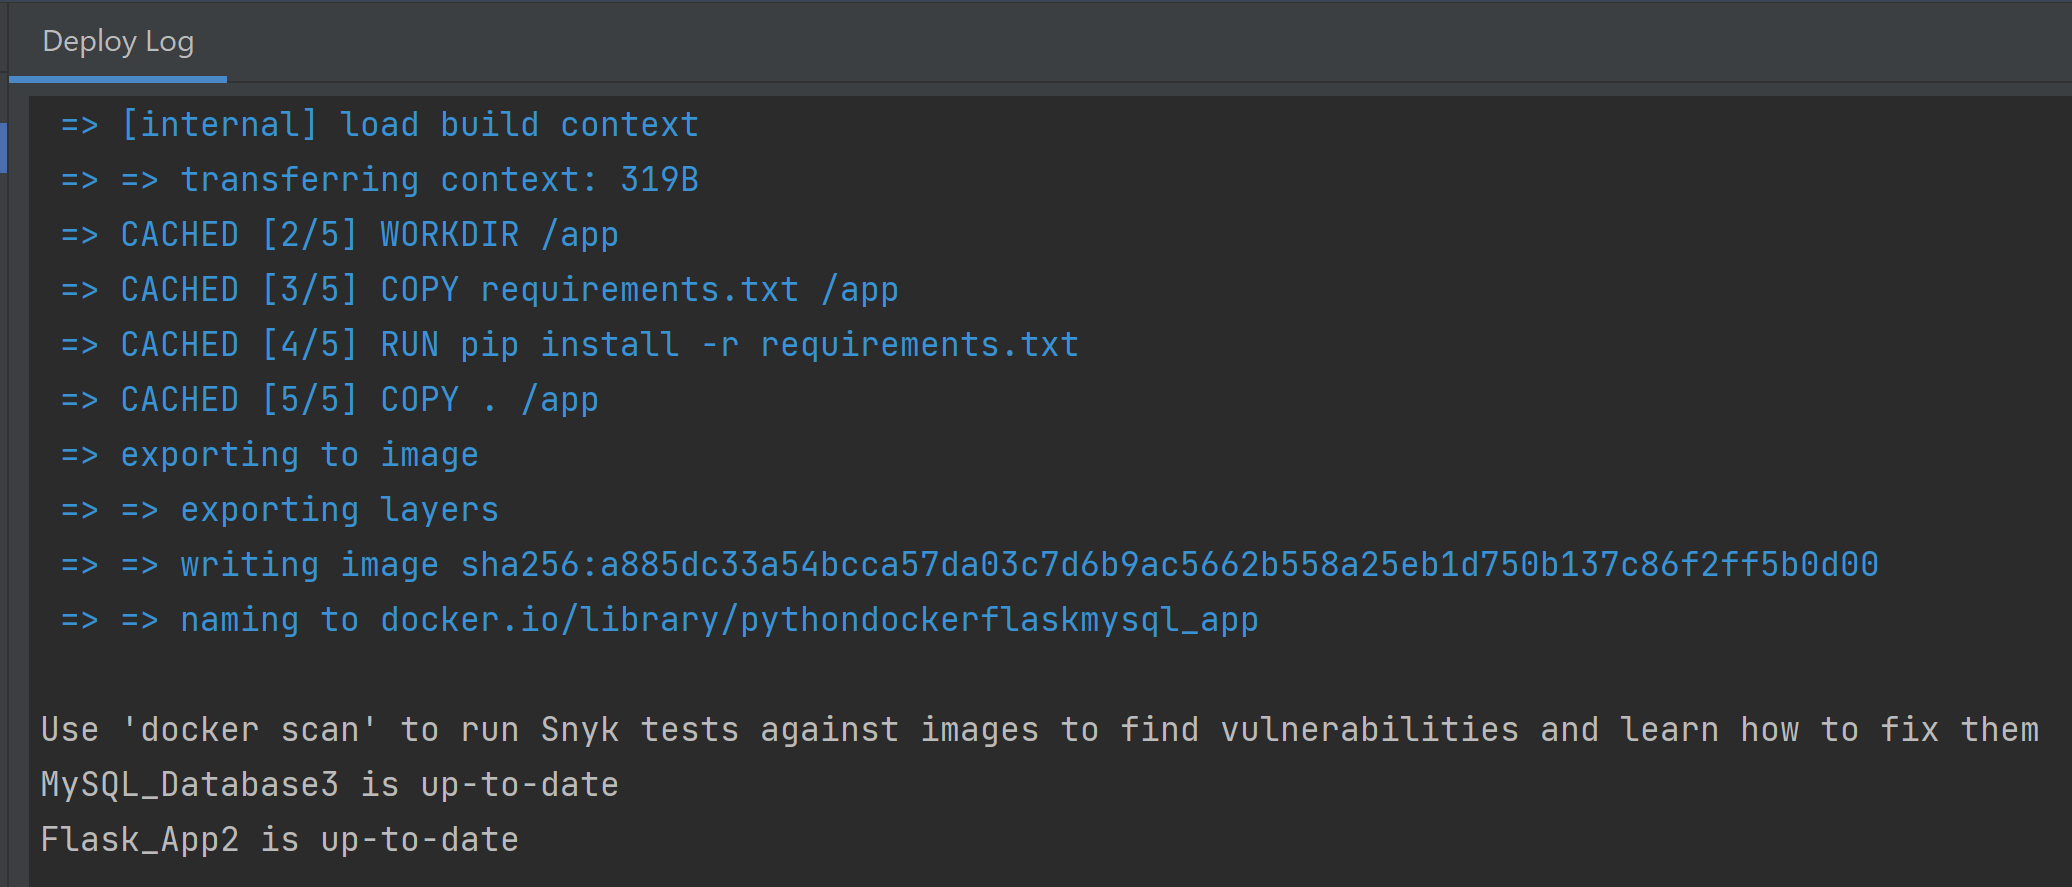 Deploy Log
=> [internal] load build context
=> => transferring context: 319B
=> CACHED [2/5] WORKDIR /app
=> CACHED [3/5] COPY requirements.txt /app
=> CACHED [4/5] RUN pip install -r requirements.txt
=> CACHED [5/5] COPY . /app
=> exporting to image
=> => exporting layers
=> => writing image sha256:a885dc33a54bcca57da03c7d6b9ac5662b558a25eb1d750b137c86f2ff5b0d00
=> => naming to docker.io/library/pythondockerflaskmysql_app
Use 'docker scan' to run Snyk tests against images to find vulnerabilities and learn how to fix them
MySQL_Database3 is up-to-date
Flask_App2 is up-to-date